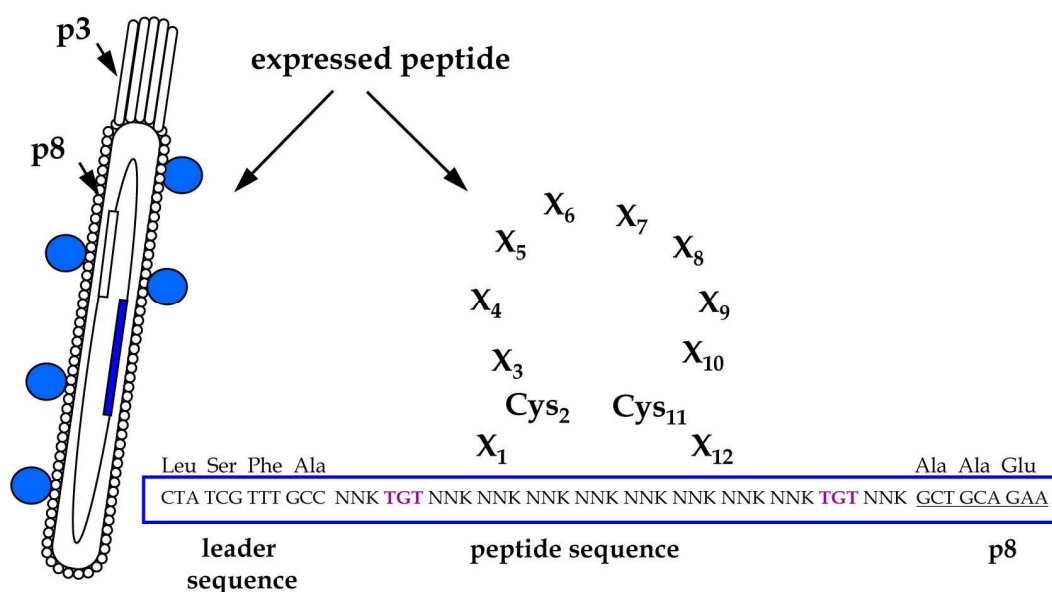 p3
expressed peptide
p8
X6
X7
X5
X8
X4
X9
X3
X10
Cys2
Cys11
X1
X12
Leu Ser Phe Ala
Ala Ala Glu
CTA TCG TTT GCC NNK TGT NNK NNK NNK NNK NNK NNK NNK NNK TGT NNK GCT GCA GAA
leader
sequence
peptide sequence
p8